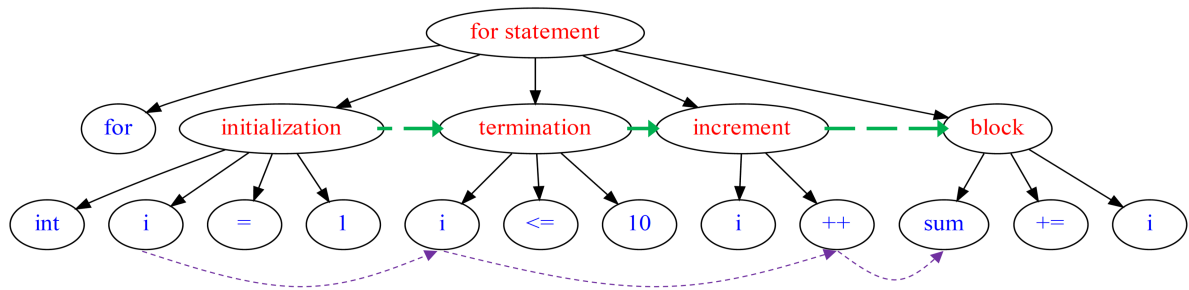 for statement
for initialization termination increment block
int i = 1 i <= 10 i ++ sum += i